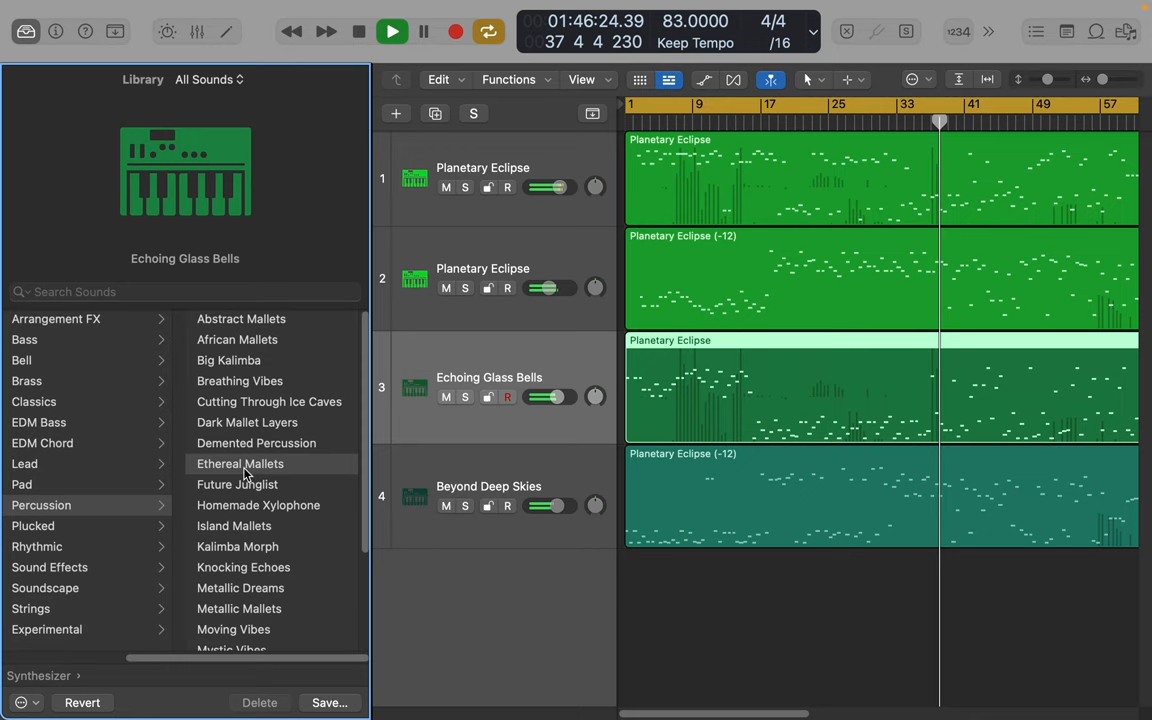 01:46:24.39 83.0000 4/4
37 4 4 230 Keep Tempo /16
1234
Library All Sounds
Edit Functions View
S
1 9 17 25 33 41 49 57
Echoing Glass Bells
Search Sounds
Arrangement FX
Bass
Bell
Brass
Classics
EDM Bass
EDM Chord
Lead
Pad
Percussion
Plucked
Rhythmic
Sound Effects
Soundscape
Strings
Experimental
Abstract Mallets
African Mallets
Big Kalimba
Breathing Vibes
Cutting Through Ice Caves
Dark Mallet Layers
Demented Percussion
Ethereal Mallets
Future Junglist
Homemade Xylophone
Island Mallets
Kalimba Morph
Knocking Echoes
Metallic Dreams
Metallic Mallets
Moving Vibes
Mystic Vibes
Synthesizer
Revert Delete Save...
1 Planetary Eclipse
M S R
2 Planetary Eclipse
M S R
3 Echoing Glass Bells
M S R
4 Beyond Deep Skies
M S R
Planetary Eclipse
Planetary Eclipse (-12)
Planetary Eclipse
Planetary Eclipse (-12)